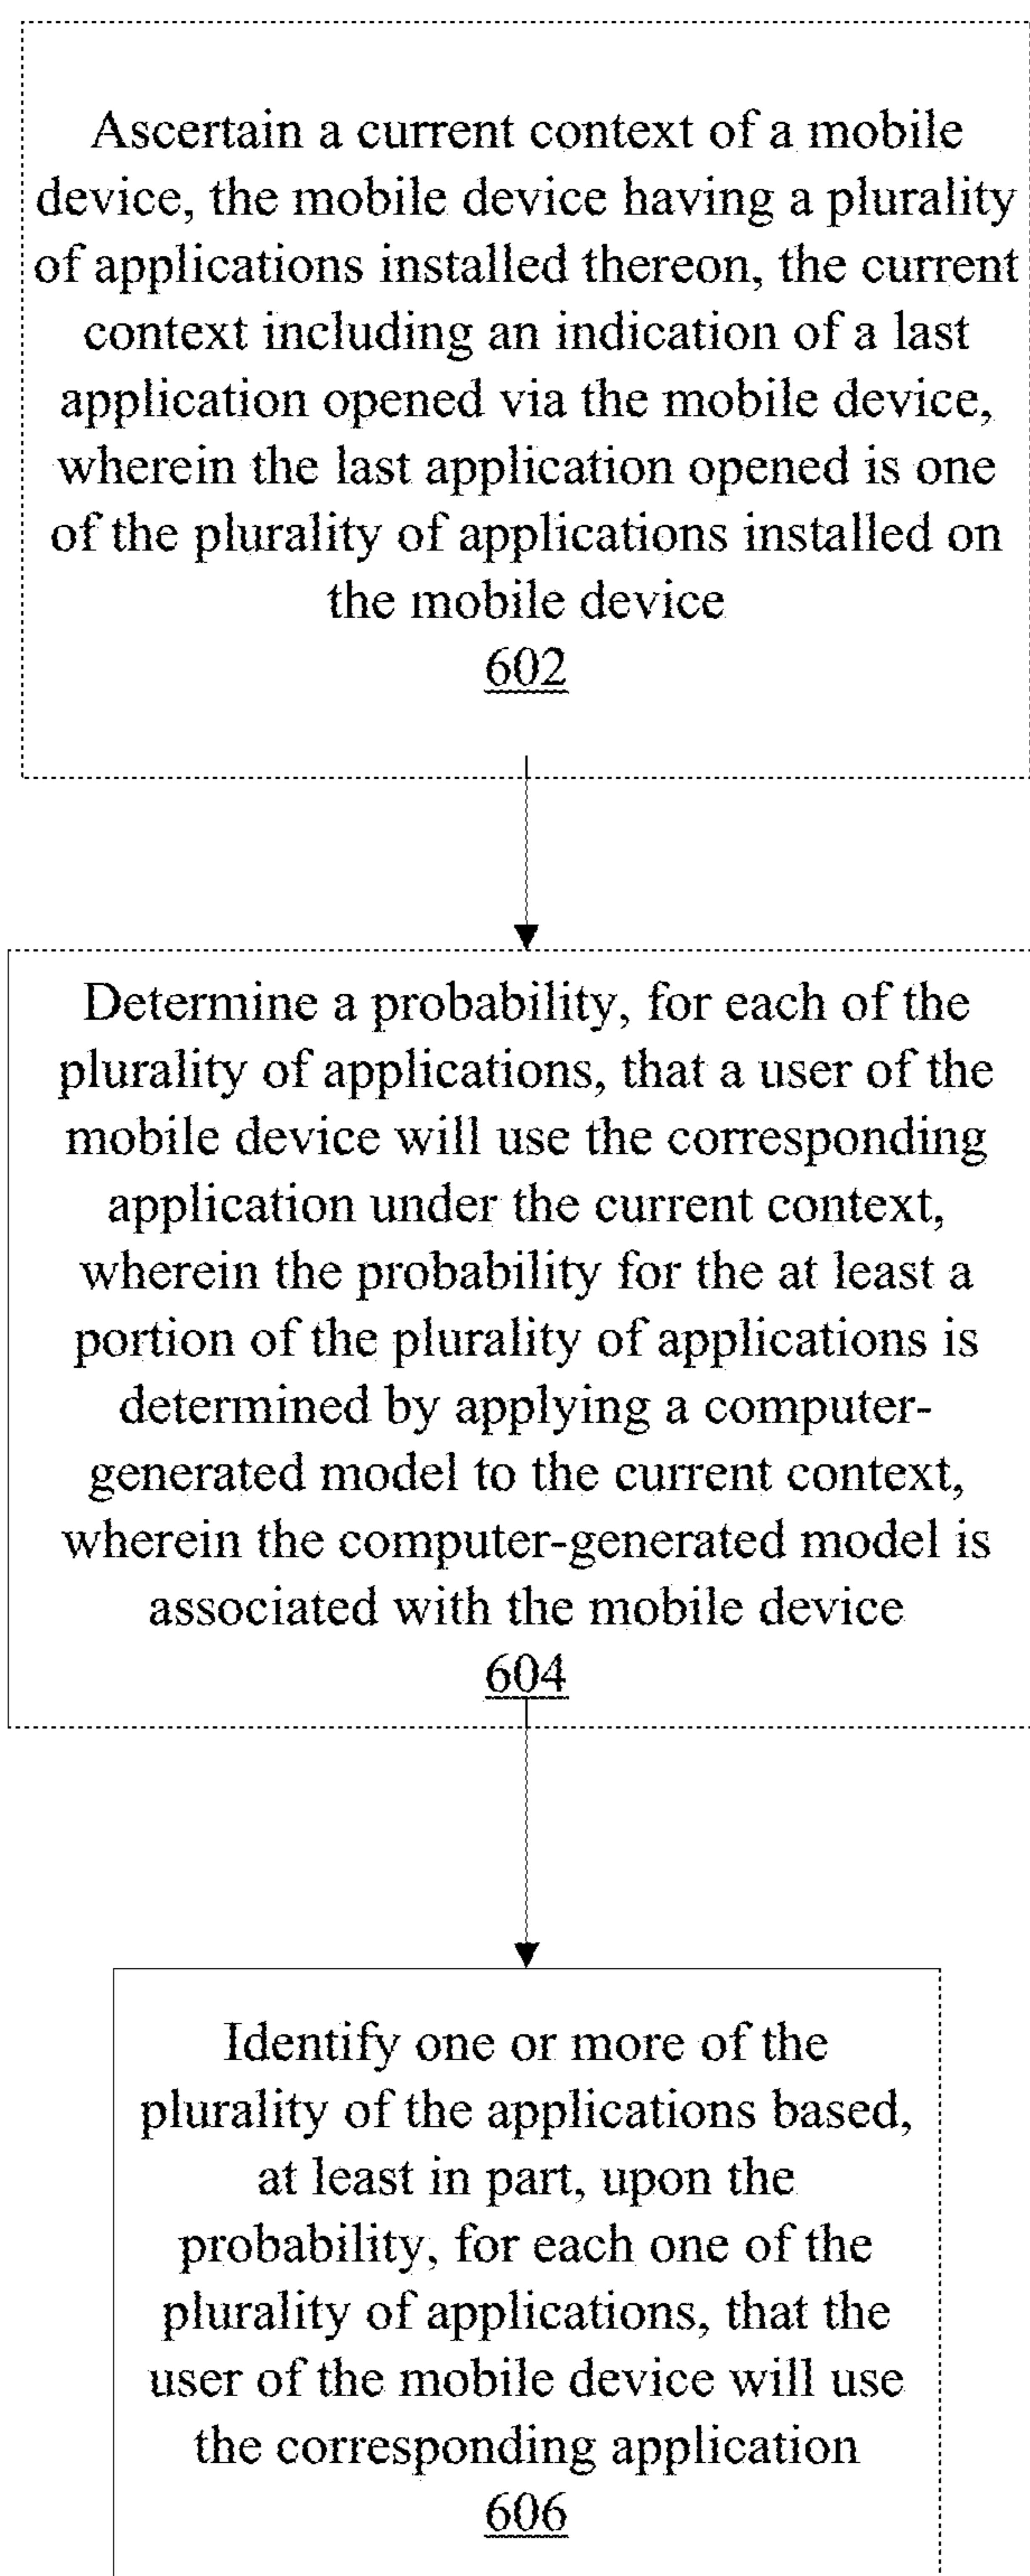 Ascertain a current context of a mobile
device, the mobile device having a plurality
of applications installed thereon, the current
context including an indication of a last
application opened via the mobile device,
wherein the last application opened is one
of the plurality of applications installed on
the mobile device
602
Determine a probability, for each of the
plurality of applications, that a user of the
mobile device will use the corresponding
application under the current context,
wherein the probability for the at least a
portion of the plurality of applications is
determined by applying a computer-
generated model to the current context,
wherein the computer-generated model is
associated with the mobile device
604
Identify one or more of the
plurality of the applications based,
at least in part, upon the
probability, for each one of the
plurality of applications, that the
user of the mobile device will use
the corresponding application
606